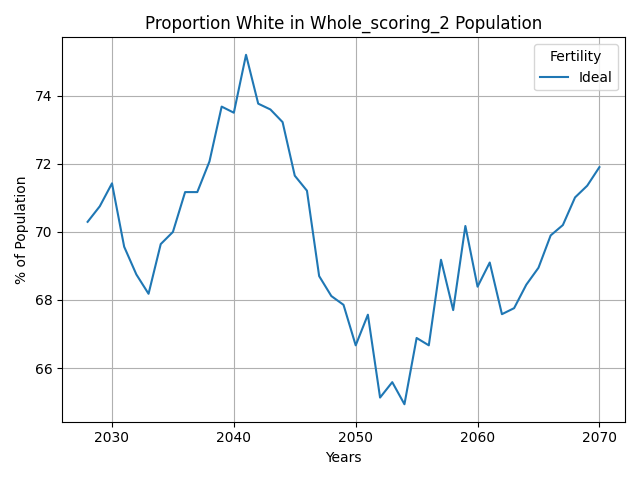 Proportion White in Whole_scoring_2 Population
Fertility
Ideal
% of Population
74
72
70
68
66
2030 2040 2050 2060 2070
Years